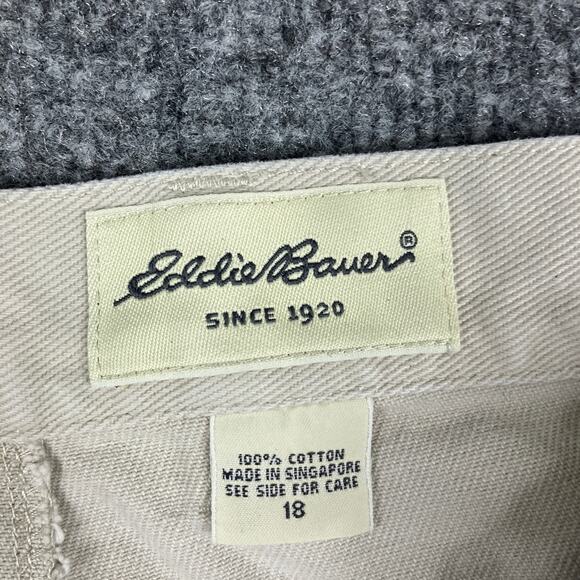 Eddie Bauer®
SINCE 1920
100% COTTON
MADE IN SINGAPORE
SEE SIDE FOR CARE
18